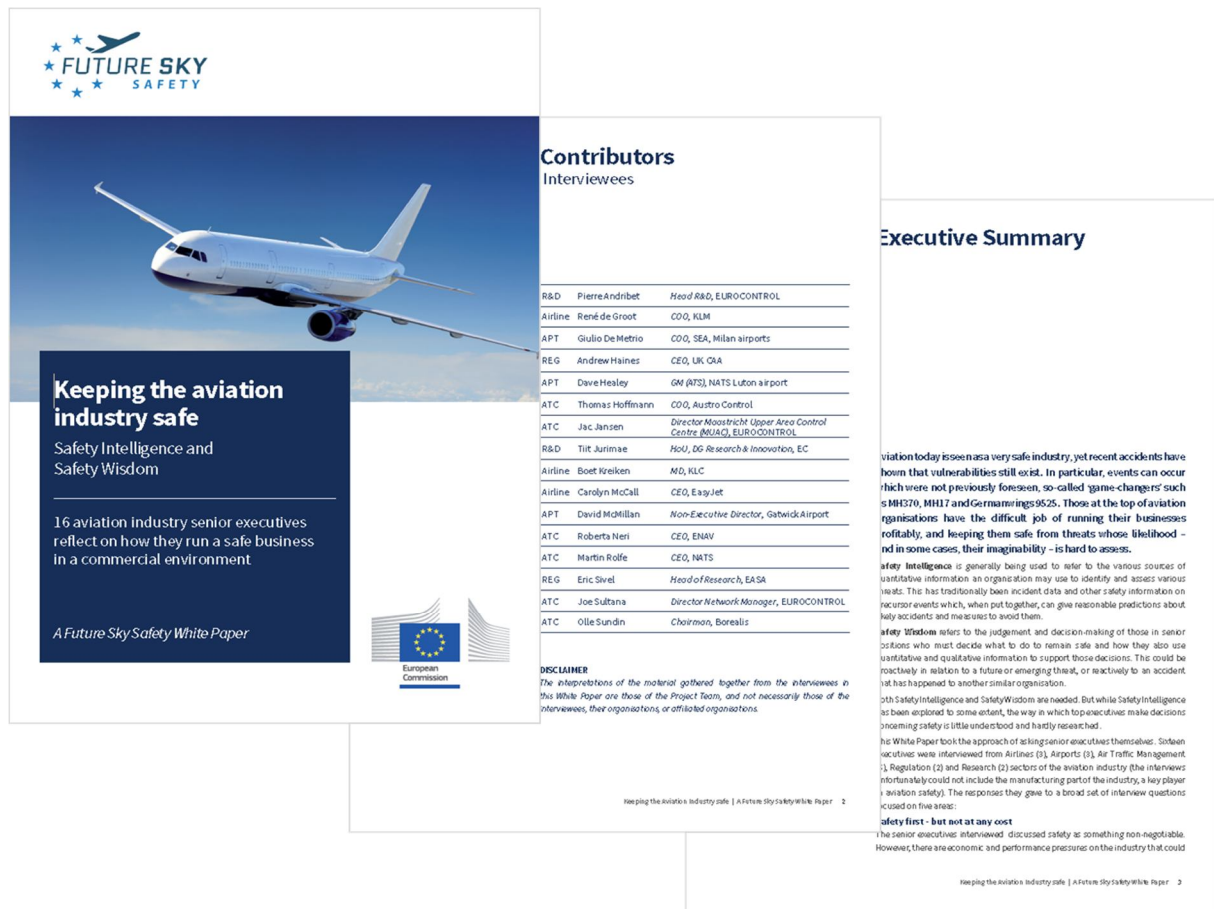 FUTURE SKY
SAFETY
Keeping the aviation
industry safe
Safety Intelligence and
Safety Wisdom
16 aviation industry senior executives
reflect on how they run a safe business
in a commercial environment
A Future Sky Safety White Paper
European
Commission
Contributors
Interviewees
R&D Pierre Andribet Head R&D, EUROCONTROL
Airline René de Groot COO, KLM
APT Giulio De Metrio COO, SEA, Milan airports
REG Andrew Haines CEO, UK CAA
APT Dave Healey GM (ATS), NATS Luton airport
ATC Thomas Hoffmann COO, Austro Control
ATC Jac Jansen Director Maastricht Upper Area Control
Centre (MUAC), EUROCONTROL
R&D Tiit Jurimae HoU, DG Research & Innovation, EC
Airline Boet Kreiken MD, KLC
Airline Carolyn McCall CEO, EasyJet
APT David McMillan Non-Executive Director, Gatwick Airport
ATC Roberta Neri CEO, ENAV
ATC Martin Rolfe CEO, NATS
REG Eric Sivel Head of Research, EASA
ATC Joe Sultana Director Network Manager, EUROCONTROL
ATC Olle Sundin Chairman, Borealis
DISCLAIMER
The interpretations of the material gathered together from the interviewees in
this White Paper are those of the Project Team, and not necessarily those of the
interviewees, their organisations, or affiliated organisations.
Keeping the Aviation Industry safe | A Future Sky Safety White Paper 2
Executive Summary
viation today is seen as a very safe industry, yet recent accidents have
hown that vulnerabilities still exist. In particular, events can occur
hich were not previously foreseen, so-called 'game-changers' such
s MH370, MH17 and Germanwings 9525. Those at the top of aviation
rganisations have the difficult job of running their businesses
rofitably, and keeping them safe from threats whose likelihood –
nd in some cases, their imaginability – is hard to assess.
afety Intelligence is generally being used to refer to the various sources of
uantitative information an organisation may use to identify and assess various
hreats. This has traditionally been incident data and other safety information on
recursor events which, when put together, can give reasonable predictions about
kely accidents and measures to avoid them.
afety Wisdom refers to the judgement and decision-making of those in senior
ositions who must decide what to do to remain safe and how they also use
uantitative and qualitative information to support those decisions. This could be
roactively in relation to a future or emerging threat, or reactively to an accident
hat has happened to another similar organisation.
oth Safety Intelligence and Safety Wisdom are needed. But while Safety Intelligence
as been explored to some extent, the way in which top executives make decisions
oncerning safety is little understood and hardly researched.
his White Paper took the approach of asking senior executives themselves. Sixteen
xecutives were interviewed from Airlines (3), Airports (3), Air Traffic Management
), Regulation (2) and Research (2) sectors of the aviation industry (the interviews
nfortunately could not include the manufacturing part of the industry, a key player
aviation safety). The responses they gave to a broad set of interview questions
ocused on five areas:
afety first - but not at any cost
The senior executives interviewed discussed safety as something non-negotiable.
However, there are economic and performance pressures on the industry that could
Keeping the Aviation Industry safe | A Future Sky Safety White Paper 3